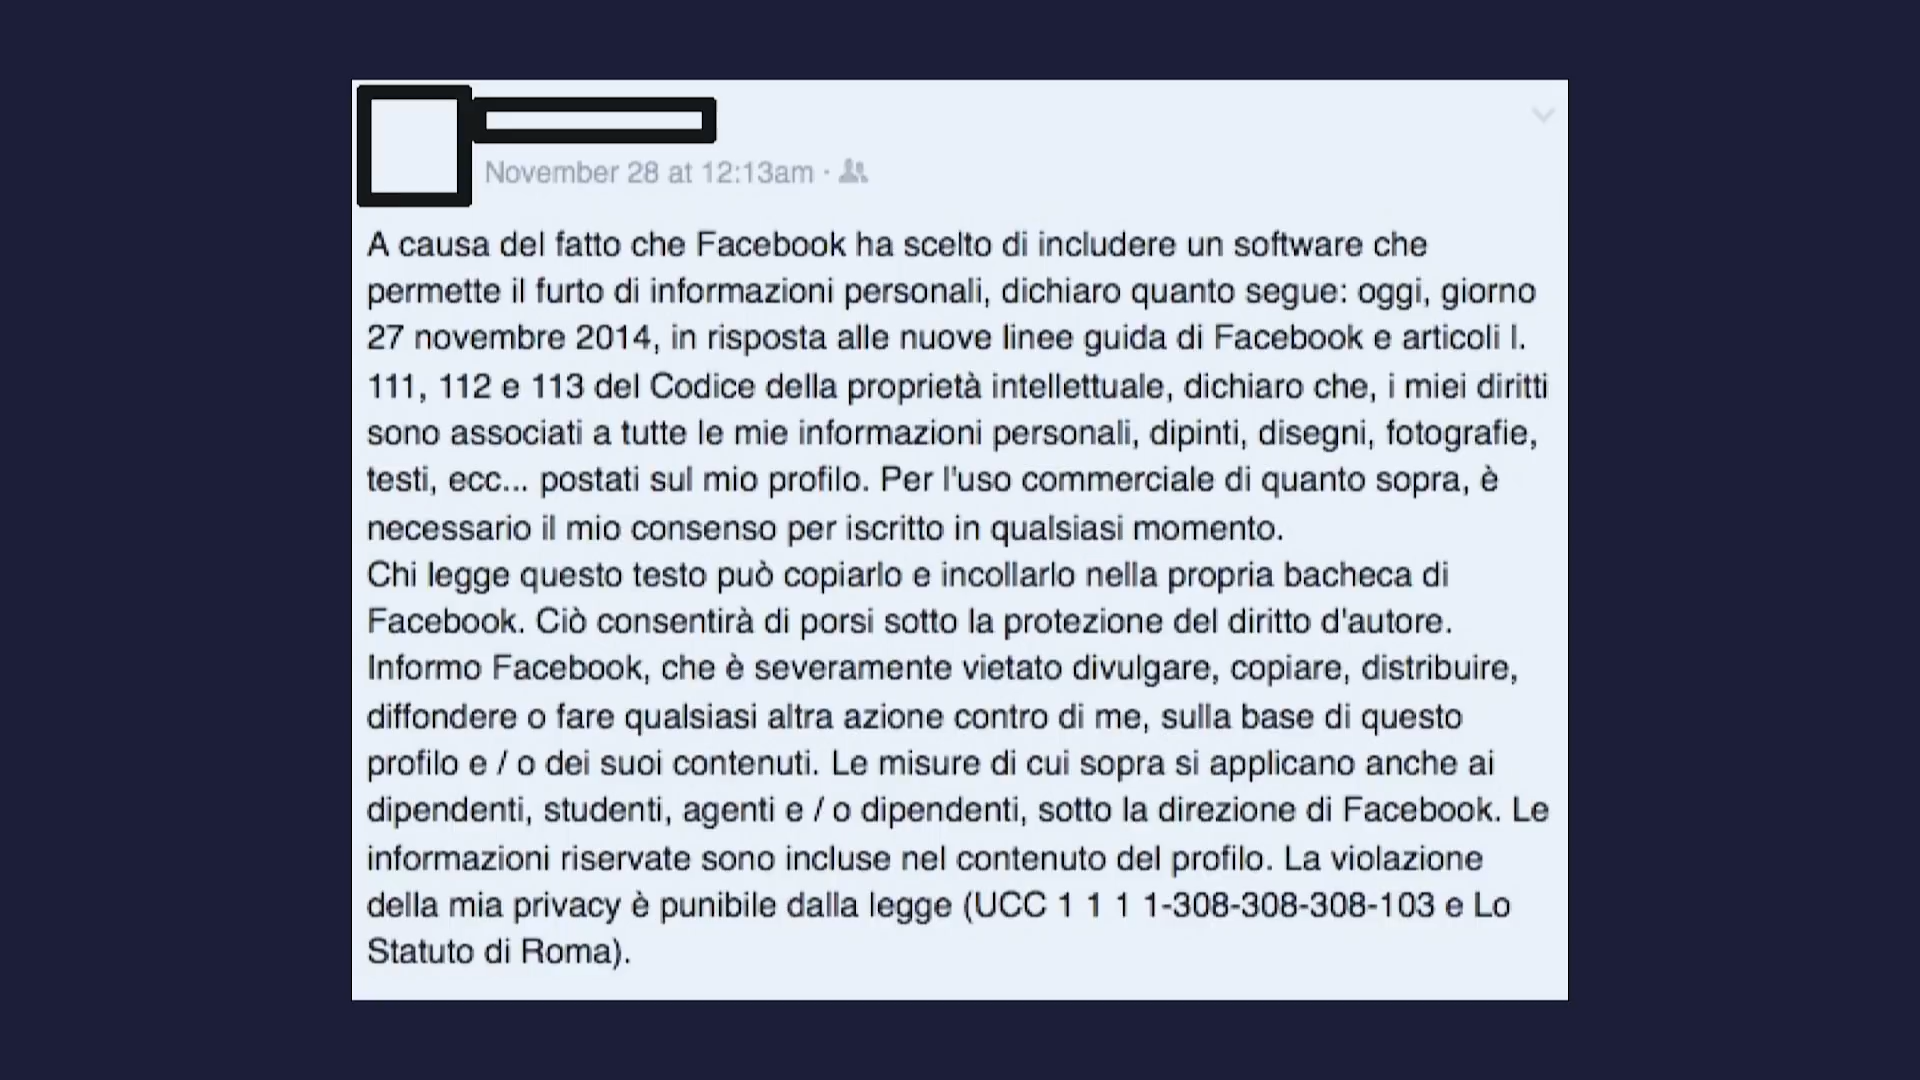 November 28 at 12:13am ·
A causa del fatto che Facebook ha scelto di includere un software che
permette il furto di informazioni personali, dichiaro quanto segue: oggi, giorno
27 novembre 2014, in risposta alle nuove linee guida di Facebook e articoli l.
111, 112 e 113 del Codice della proprietà intellettuale, dichiaro che, i miei diritti
sono associati a tutte le mie informazioni personali, dipinti, disegni, fotografie,
testi, ecc... postati sul mio profilo. Per l'uso commerciale di quanto sopra, è
necessario il mio consenso per iscritto in qualsiasi momento.
Chi legge questo testo può copiarlo e incollarlo nella propria bacheca di
Facebook. Ciò consentirà di porsi sotto la protezione del diritto d'autore.
Informo Facebook, che è severamente vietato divulgare, copiare, distribuire,
diffondere o fare qualsiasi altra azione contro di me, sulla base di questo
profilo e / o dei suoi contenuti. Le misure di cui sopra si applicano anche ai
dipendenti, studenti, agenti e / o dipendenti, sotto la direzione di Facebook. Le
informazioni riservate sono incluse nel contenuto del profilo. La violazione
della mia privacy è punibile dalla legge (UCC 1 1 1 1-308-308-308-103 e Lo
Statuto di Roma).